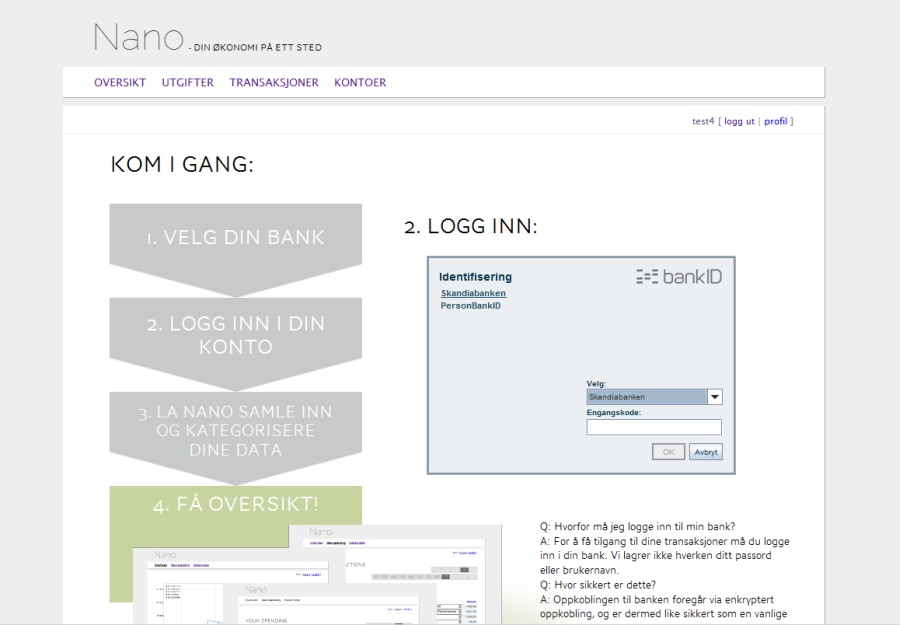 Nano - DIN ØKONOMI PÅ ETT STED
OVERSIKT UTGIFTER TRANSAKSJONER KONTOER
test4 [ logg ut | profil ]
KOM I GANG:
1. VELG DIN BANK
2. LOGG INN I DIN
KONTO
3. LA NANO SAMLE INN
OG KATEGORISERE
DINE DATA
4. FÅ OVERSIKT!
Nano
Nano
Nano
YOUR SPENDING
2. LOGG INN:
Identifisering
bankID
Skandiabanken
PersonBankID
Velg:
Skandiabanken
Engangskode:
OK Avbryt
Q: Hvorfor må jeg logge inn til min bank?
A: For å få tilgang til dine transaksjoner må du logge
inn i din bank. Vi lagrer ikke hverken ditt passord
eller brukernavn.
Q: Hvor sikkert er dette?
A: Oppkoblingen til banken foregår via enkryptert
oppkobling, og er dermed like sikkert som en vanlige